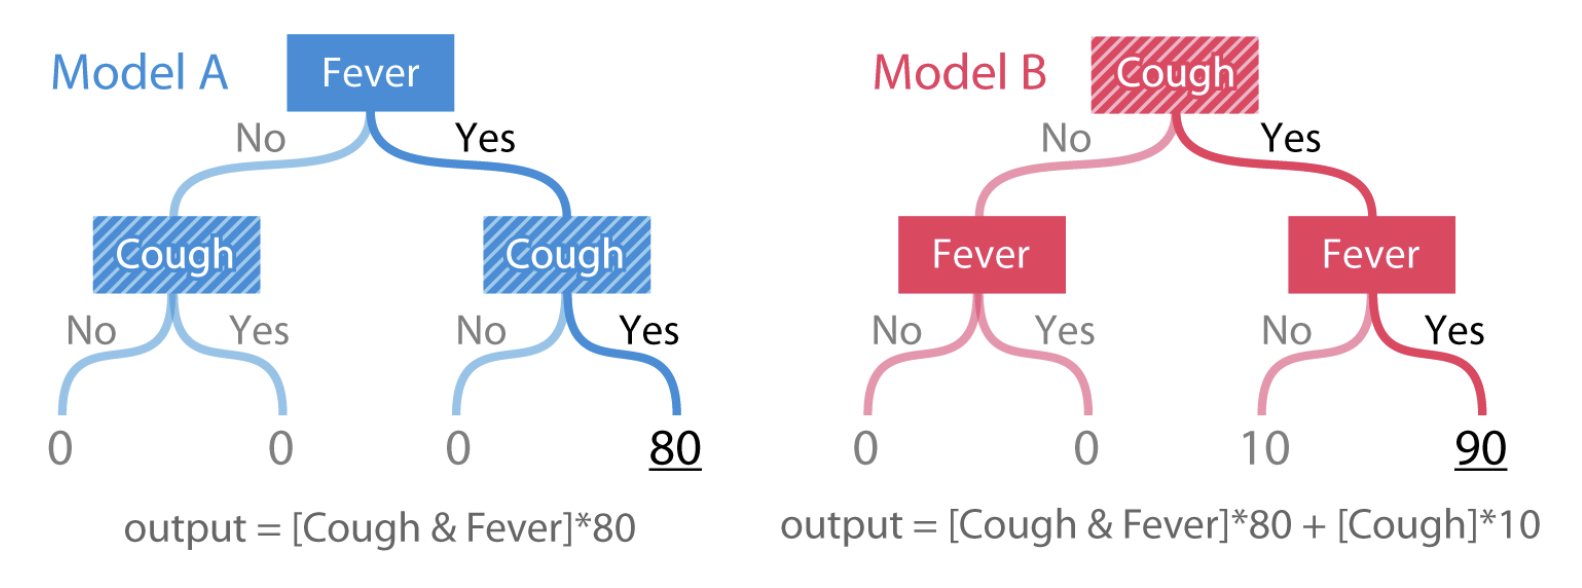 Model A
Fever
No Yes
Cough Cough
No Yes No Yes
0 0 0 80
output = [Cough & Fever]*80
Model B
Cough
No Yes
Fever Fever
No Yes No Yes
0 0 10 90
output = [Cough & Fever]*80 + [Cough]*10